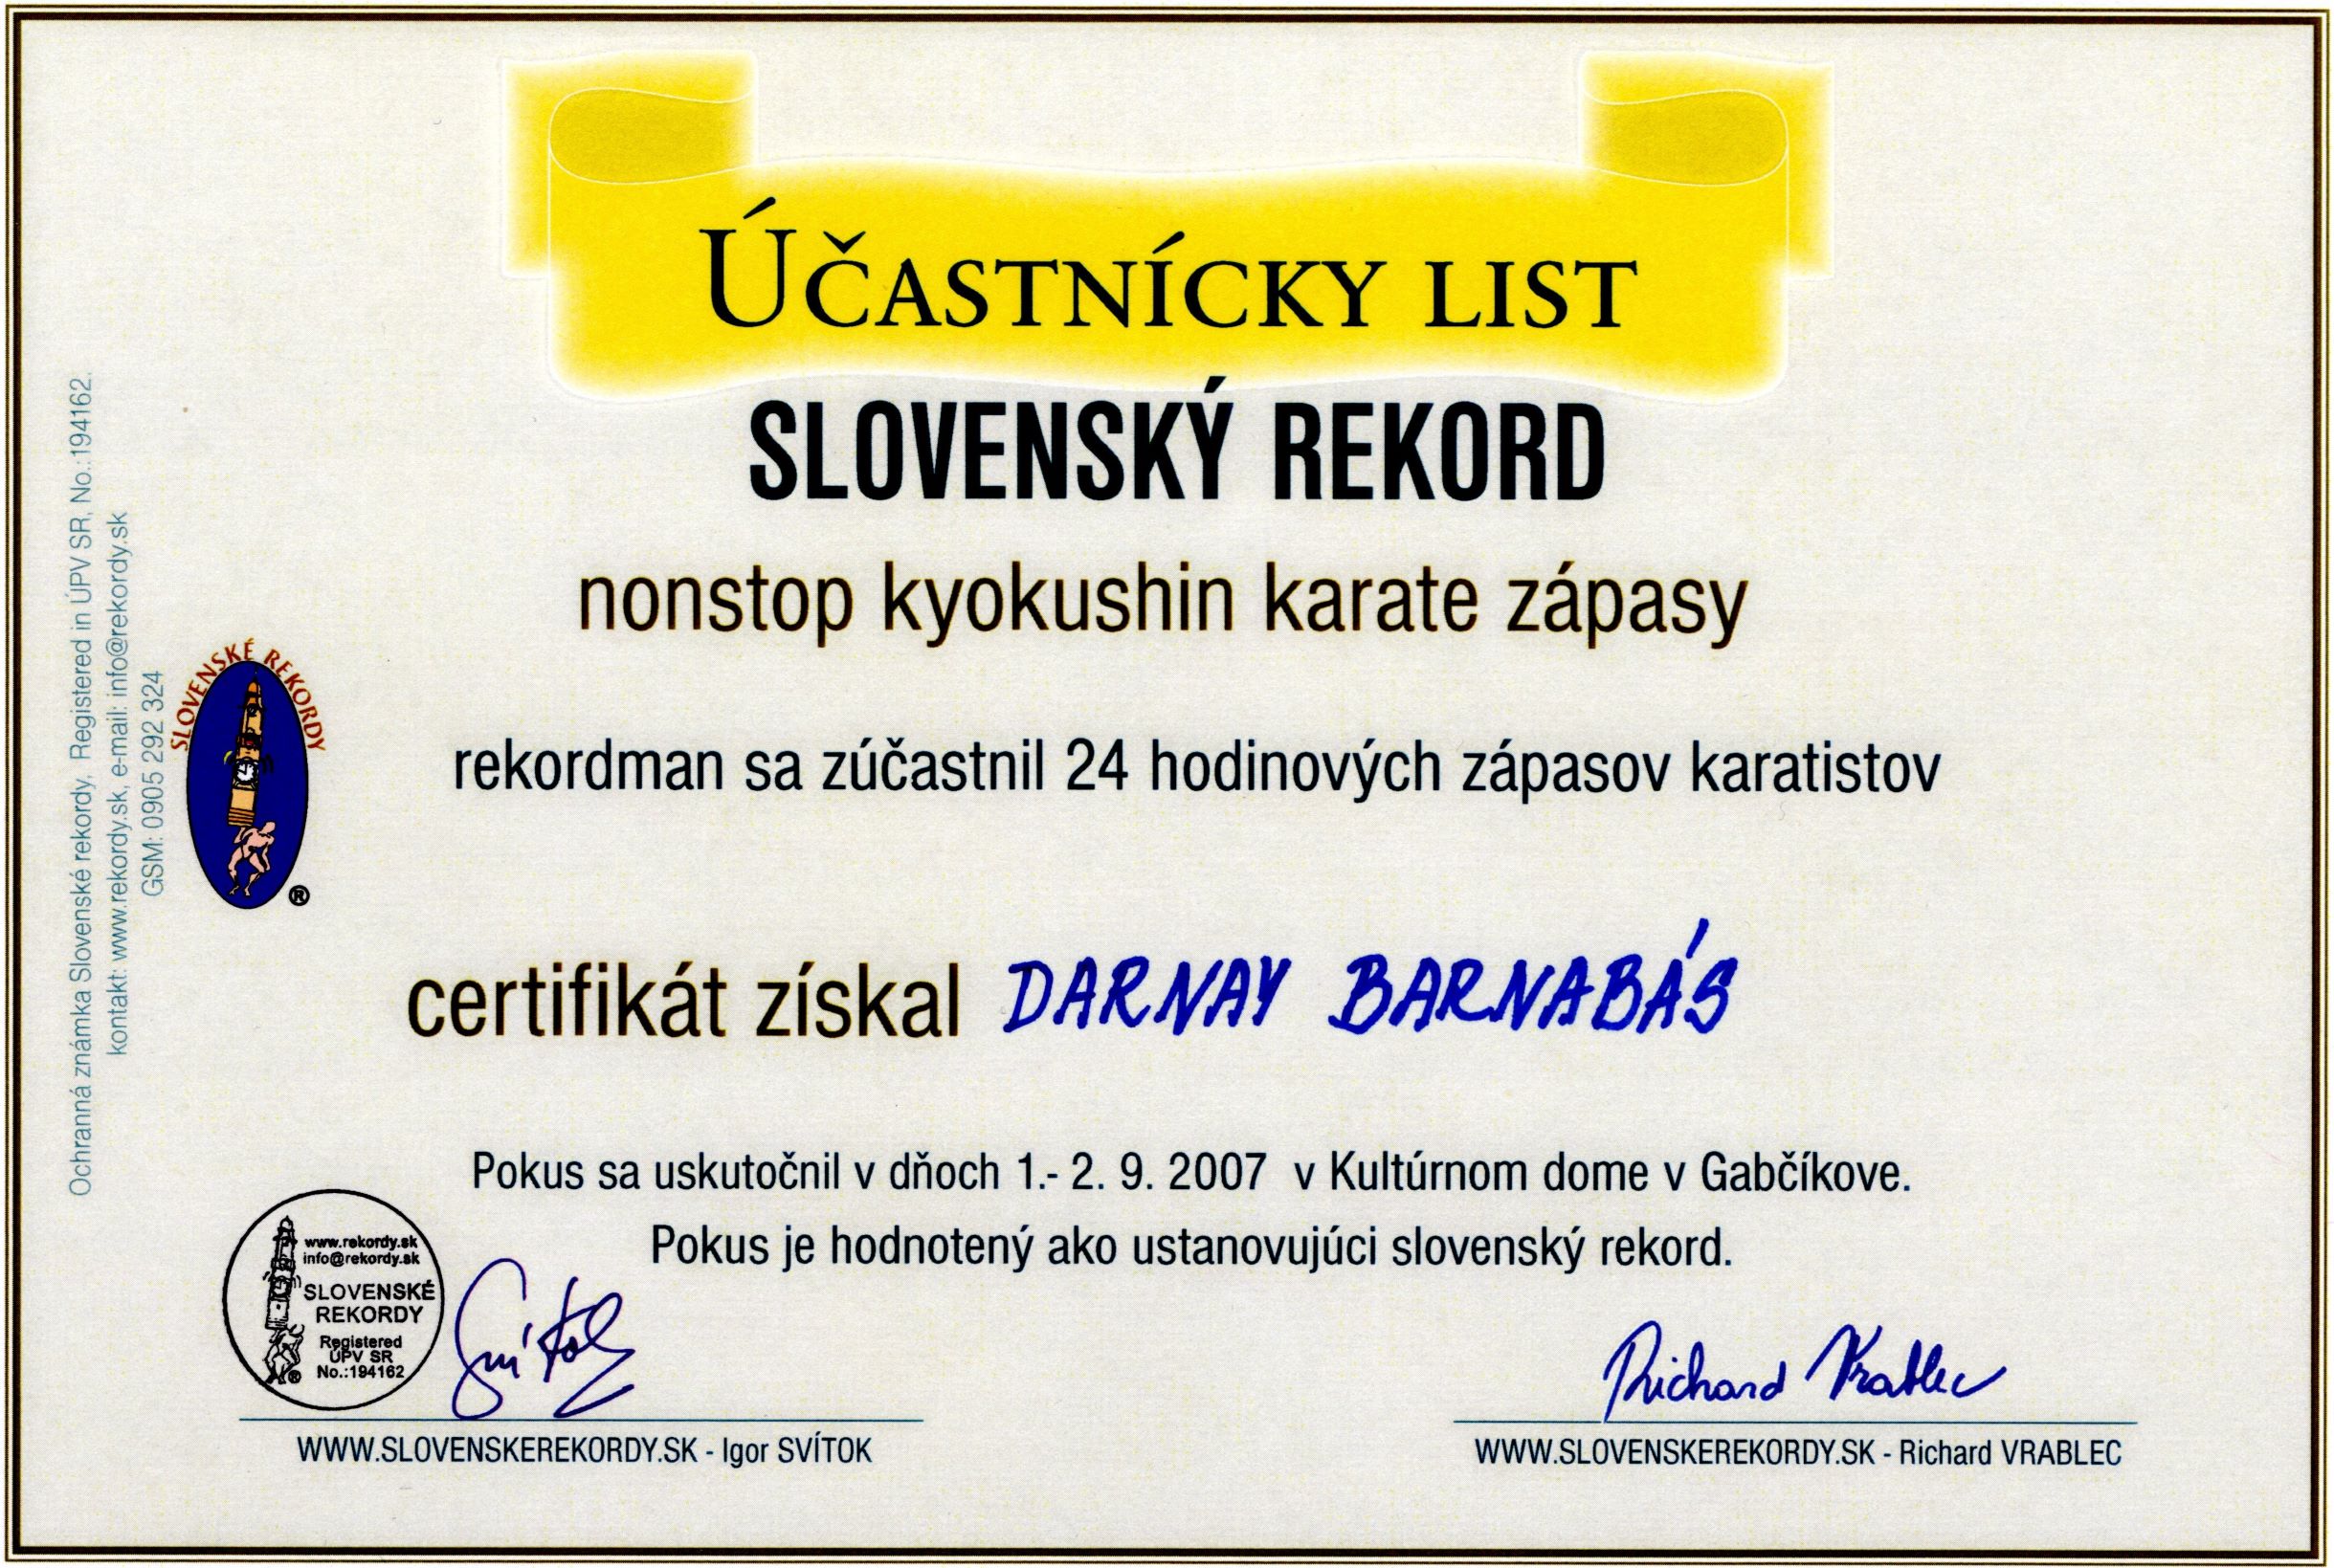 ÚČASTNÍCKY LIST
SLOVENSKÝ REKORD
nonstop kyokushin karate zápasy
rekordman sa zúčastnil 24 hodinových zápasov karatistov
certifikát získal DARNAY BARNABÁS
Pokus sa uskutočnil v dňoch 1.- 2. 9. 2007 v Kultúrnom dome v Gabčíkove.
Pokus je hodnotený ako ustanovujúci slovenský rekord.
Ochranná známka Slovenské rekordy, Registered in ÚPV SR, No.:194162.
kontakt: www.rekordy.sk, e-mail: info@rekordy.sk
GSM: 0905 292 324
SLOVENSKÉ REKORDY
®
www.rekordy.sk
info@rekordy.sk
SLOVENSKÉ
REKORDY
Registered
ÚPV SR
No.:194162
®
Svítok
Richard Vrablec
WWW.SLOVENSKEREKORDY.SK - Igor SVÍTOK
WWW.SLOVENSKEREKORDY.SK - Richard VRABLEC